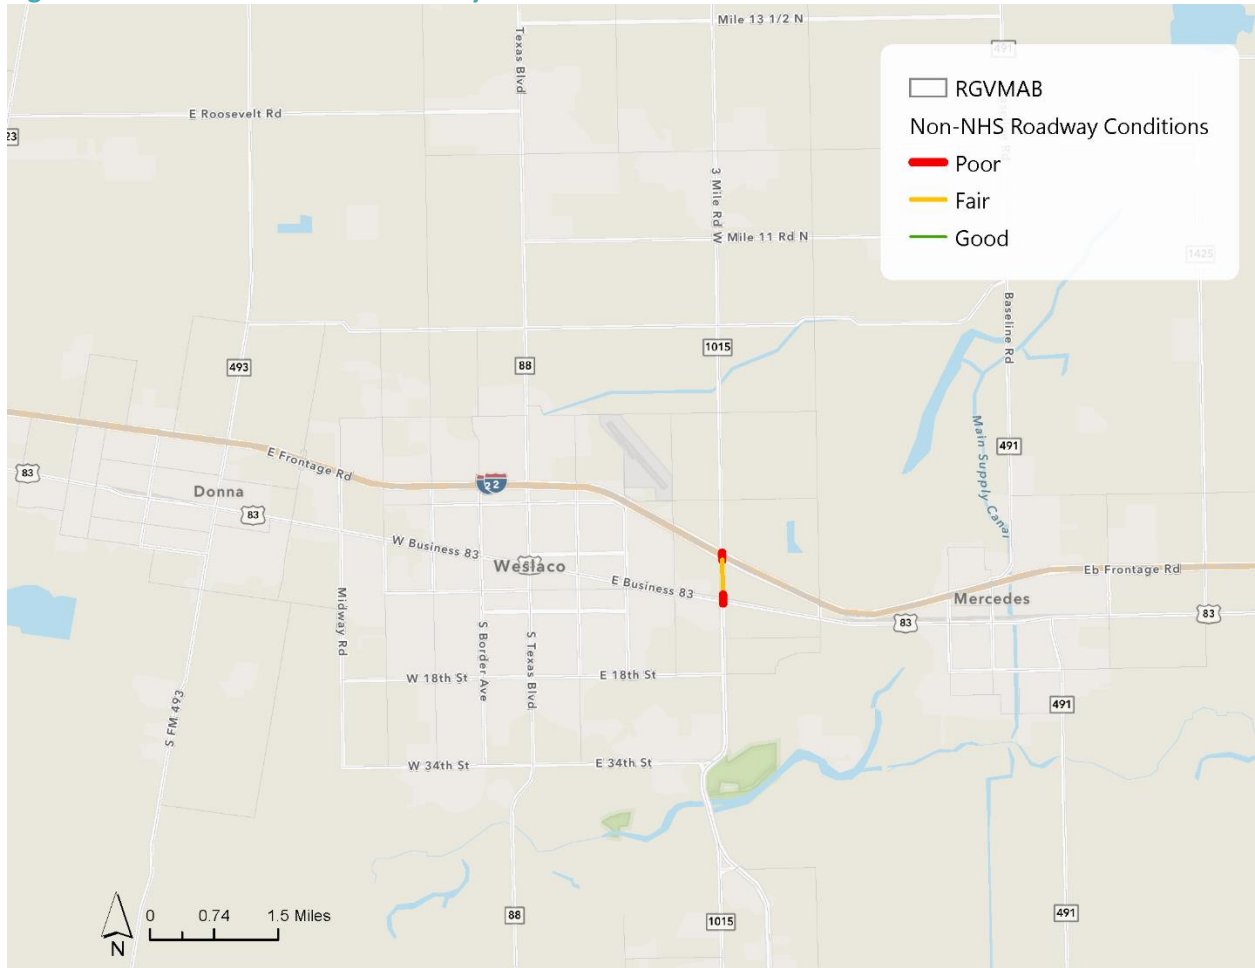 Mile 13 1/2 N
Texas Blvd
491
RGVMAB
Non-NHS Roadway Conditions
Poor
Fair
Good
E Roosevelt Rd
23
3 Mile Rd W
Mile 11 Rd N
1425
Baseline Rd
493
88
1015
Main Supply Canal
491
E Frontage Rd
83
Donna
83
22
W Business 83
Weslaco
E Business 83
Eb Frontage Rd
Mercedes
83
83
Midway Rd
S Border Ave
S Texas Blvd
W 18th St
E 18th St
S FM 493
491
W 34th St
E 34th St
0 0.74 1.5 Miles
N
88
1015
491